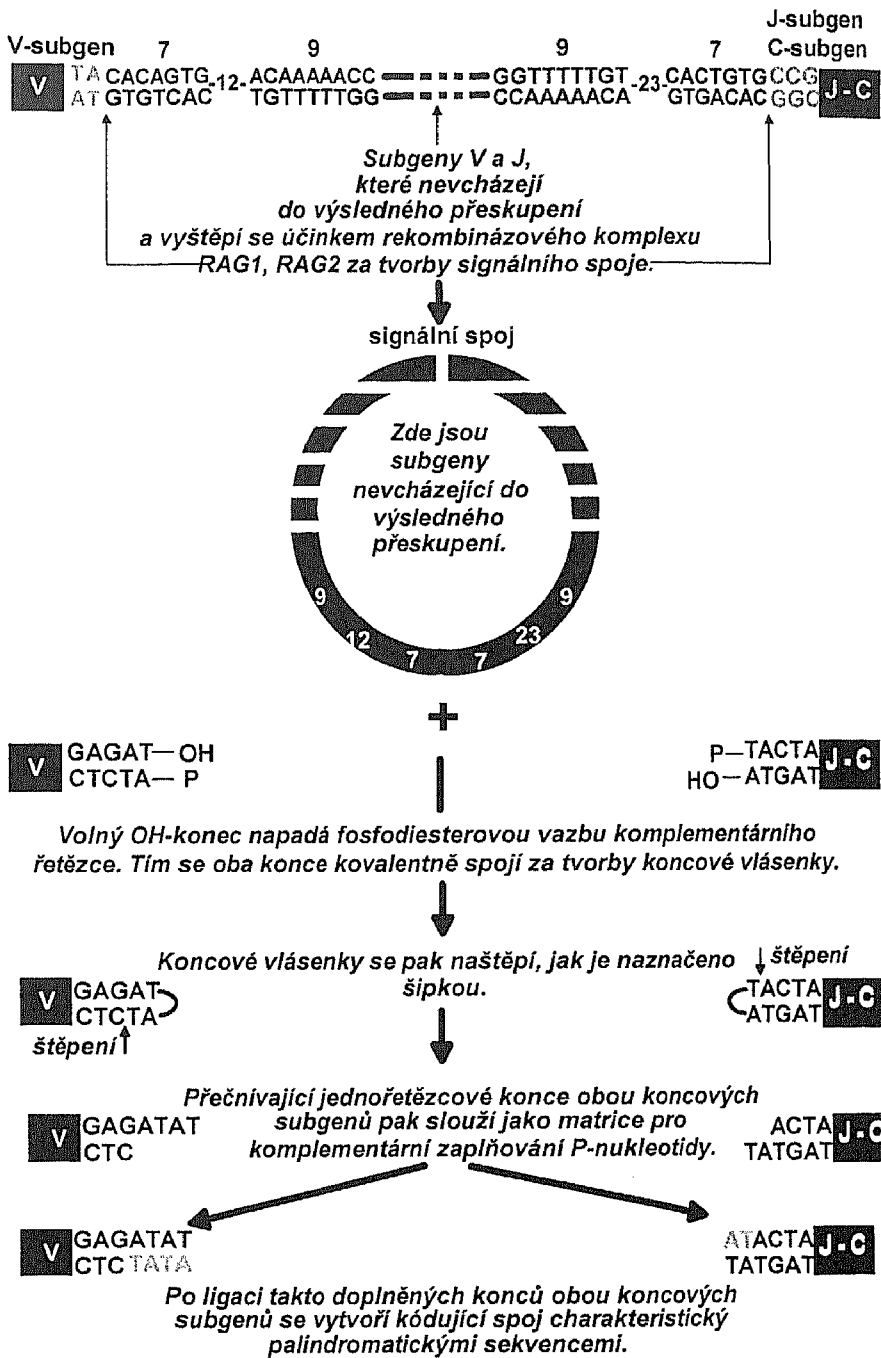 J-subgen
V-subgen 7 9 9 7 C-subgen
V TA CACAGTG -12- ACAAAAACC GGTTTTTGT -23- CACTGTG CCG J-C
AT GTGTCAC TGTTTTTGG CCAAAAACA GTGACAC GGC
Subgeny V a J,
které nevcházejí
do výsledného přeskupení
a vyštěpí se účinkem rekombinázového komplexu
RAG1, RAG2 za tvorby signálního spoje.
signální spoj
Zde jsou
subgeny
nevcházející do
výsledného
přeskupení.
9 9
12 23
7 7
+
V GAGAT—OH P—TACTA J-C
CTCTA—P HO—ATGAT
Volný OH-konec napadá fosfodiesterovou vazbu komplementárního
řetězce. Tím se oba konce kovalentně spojí za tvorby koncové vlásenky.
Koncové vlásenky se pak naštěpí, jak je naznačeno
šipkou.
štěpení
V GAGAT TACTA J-C
CTCTA ATGAT
štěpení
Přečnívající jednořetězcové konce obou koncových
subgenů pak slouží jako matrice pro
komplementární zaplňování P-nukleotidy.
V GAGATAT ACTA J-C
CTC TATGAT
V GAGATAT ATACTA J-C
CTC TATA TATGAT
Po ligaci takto doplněných konců obou koncových
subgenů se vytvoří kódující spoj charakteristický
palindromatickými sekvencemi.